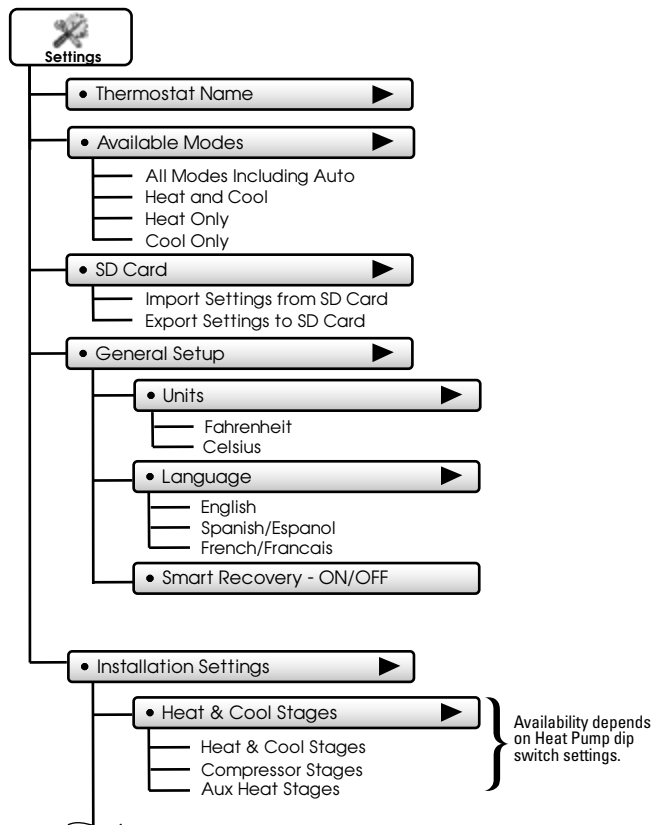 Settings
• Thermostat Name
• Available Modes
All Modes Including Auto
Heat and Cool
Heat Only
Cool Only
• SD Card
Import Settings from SD Card
Export Settings to SD Card
• General Setup
• Units
Fahrenheit
Celsius
• Language
English
Spanish/Espanol
French/Francais
• Smart Recovery - ON/OFF
• Installation Settings
• Heat & Cool Stages
Heat & Cool Stages
Compressor Stages
Aux Heat Stages
Availability depends
on Heat Pump dip
switch settings.